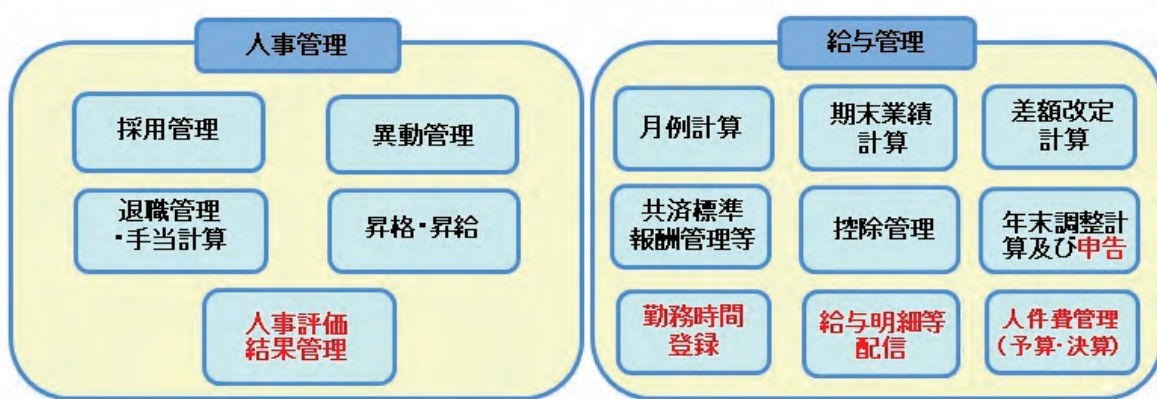 人事管理
採用管理
異動管理
退職管理
・手当計算
昇格・昇給
人事評価
結果管理
給与管理
月例計算
期末業績
計算
差額改定
計算
共済標準
報酬管理等
控除管理
年末調整計
算及び申告
勤務時間
登録
給与明細等
配信
人件費管理
(予算・決算)